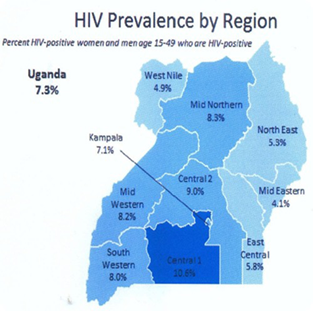 HIV Prevalence by Region
Percent HIV-positive women and men age 15-49 who are HIV-positive
Uganda
7.3%
West Nile
4.9%
Mid Northern
8.3%
North East
5.3%
Kampala
7.1%
Central 2
9.0%
Mid Eastern
4.1%
Mid
Western
8.2%
South
Western
8.0%
Central 1
10.6%
East
Central
5.8%